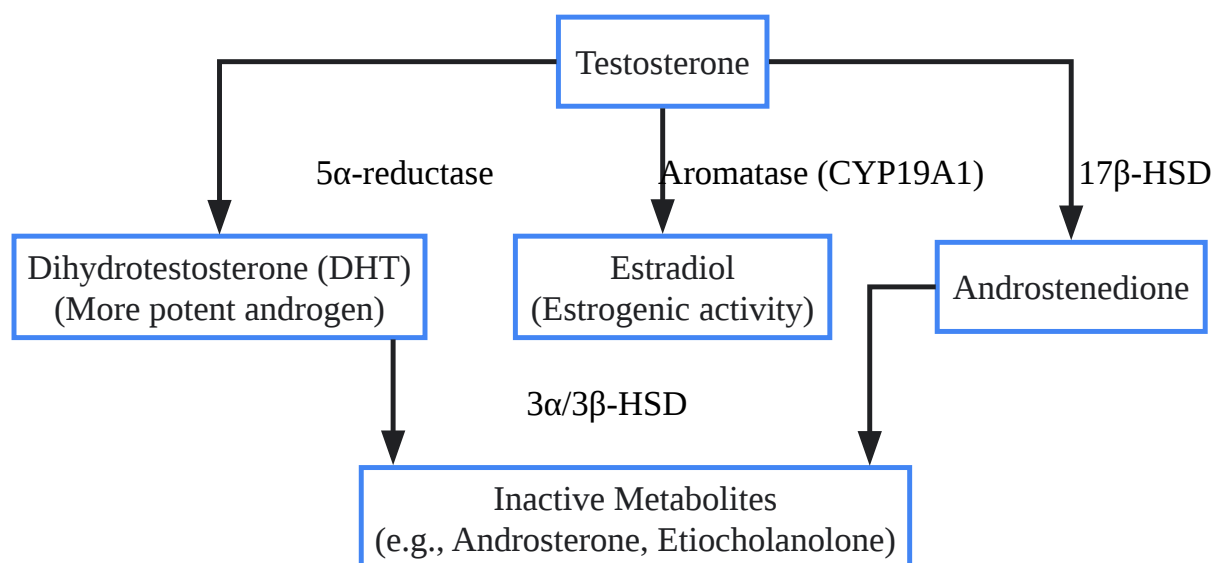 Testosterone
5α-reductase
Aromatase (CYP19A1)
17β-HSD
Dihydrotestosterone (DHT)
(More potent androgen)
Estradiol
(Estrogenic activity)
Androstenedione
3α/3β-HSD
Inactive Metabolites
(e.g., Androsterone, Etiocholanolone)